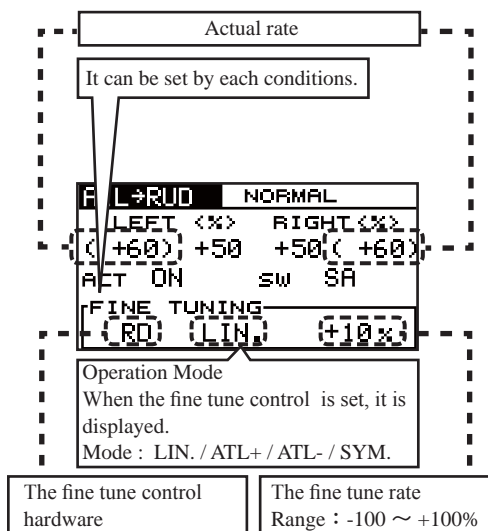 Actual rate
It can be set by each conditions.
L→RUD NORMAL
LEFT (%) RIGHT (%)
( +60) +50 +50 ( +60)
ACT ON SW SA
FINE TUNING
RD LIN. +10%
Operation Mode
When the fine tune control is set, it is
displayed.
Mode : LIN. / ATL+ / ATL- / SYM.
The fine tune control
hardware
The fine tune rate
Range：-100 ～ +100%